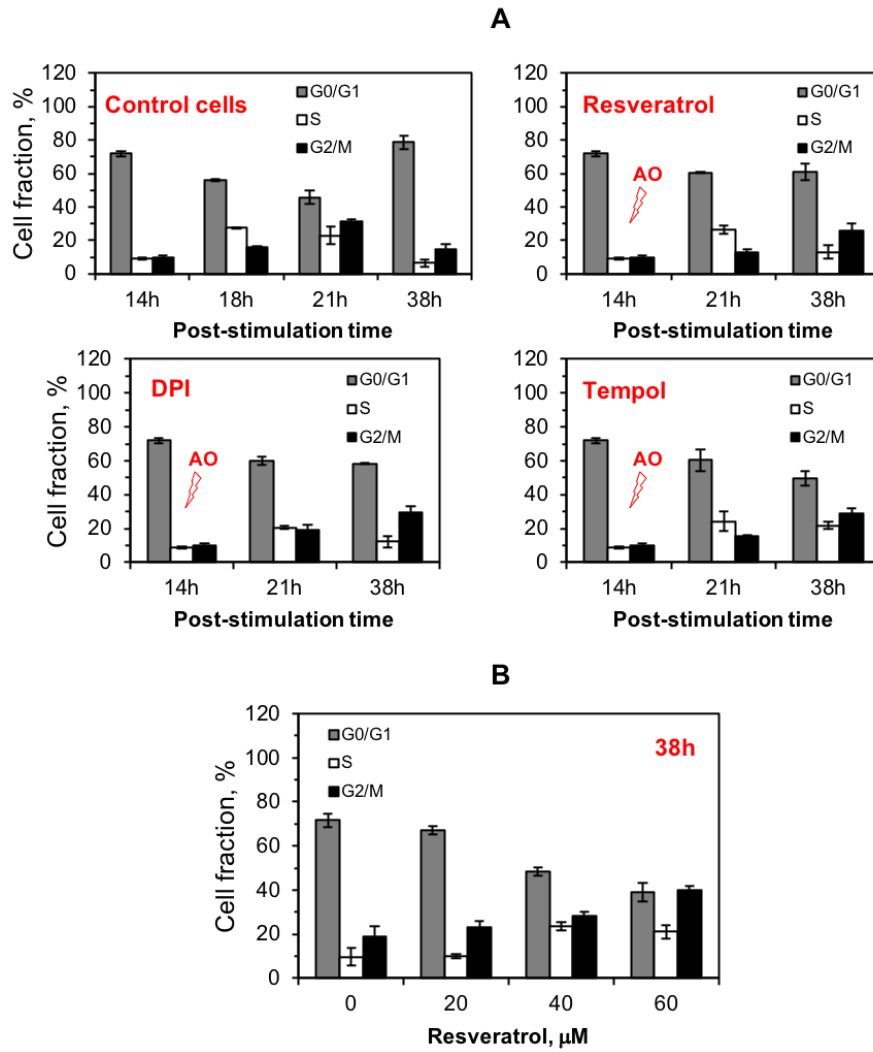 A
120
100
80
60
40
20
0
Cell fraction, %
Control cells
G0/G1
S
G2/M
14h 18h 21h 38h
Post-stimulation time
120
100
80
60
40
20
0
Resveratrol
G0/G1
S
G2/M
AO
14h 21h 38h
Post-stimulation time
120
100
80
60
40
20
0
Cell fraction, %
DPI
G0/G1
S
G2/M
AO
14h 21h 38h
Post-stimulation time
120
100
80
60
40
20
0
Tempol
G0/G1
S
G2/M
AO
14h 21h 38h
Post-stimulation time
B
120
100
80
60
40
20
0
Cell fraction, %
G0/G1
S
G2/M
38h
0 20 40 60
Resveratrol, μM